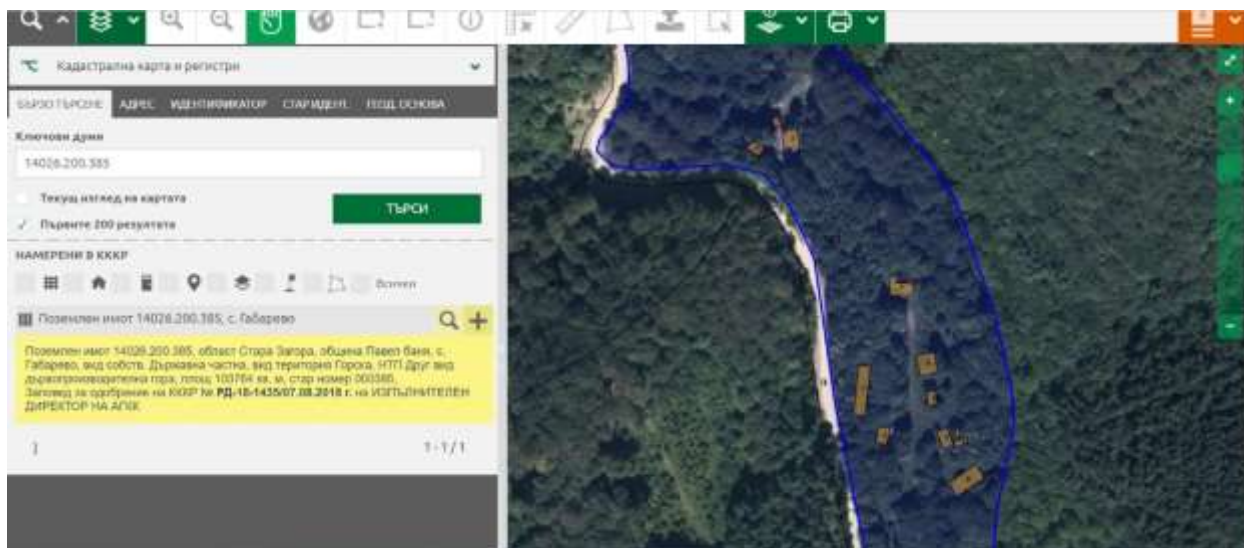 Кадастрална карта и регистри
БЪРЗО ТЪРСЕНЕ АДРЕС ИДЕНТИФИКАТОР СТАР ИДЕНТ. ГЕОД. ОСНОВА
Ключови думи
14026.200.385
Текущ изглед на картата
ТЪРСИ
Първите 200 резултата
НАМЕРЕНИ В КККР
Всички
Поземлен имот 14026.200.385, с. Габарево
Поземлен имот 14026.200.385, област Стара Загора, община Павел баня, с.
Габарево, вид собств. Държавна частна, вид територия Горска, НТП Друг вид
дървопроизводителна гора, площ 103764 кв. м, стар номер 000385,
Заповед за одобрение на КККР № РД-18-1435/07.08.2018 г. на ИЗПЪЛНИТЕЛЕН
ДИРЕКТОР НА АГКК
1 - 1 / 1